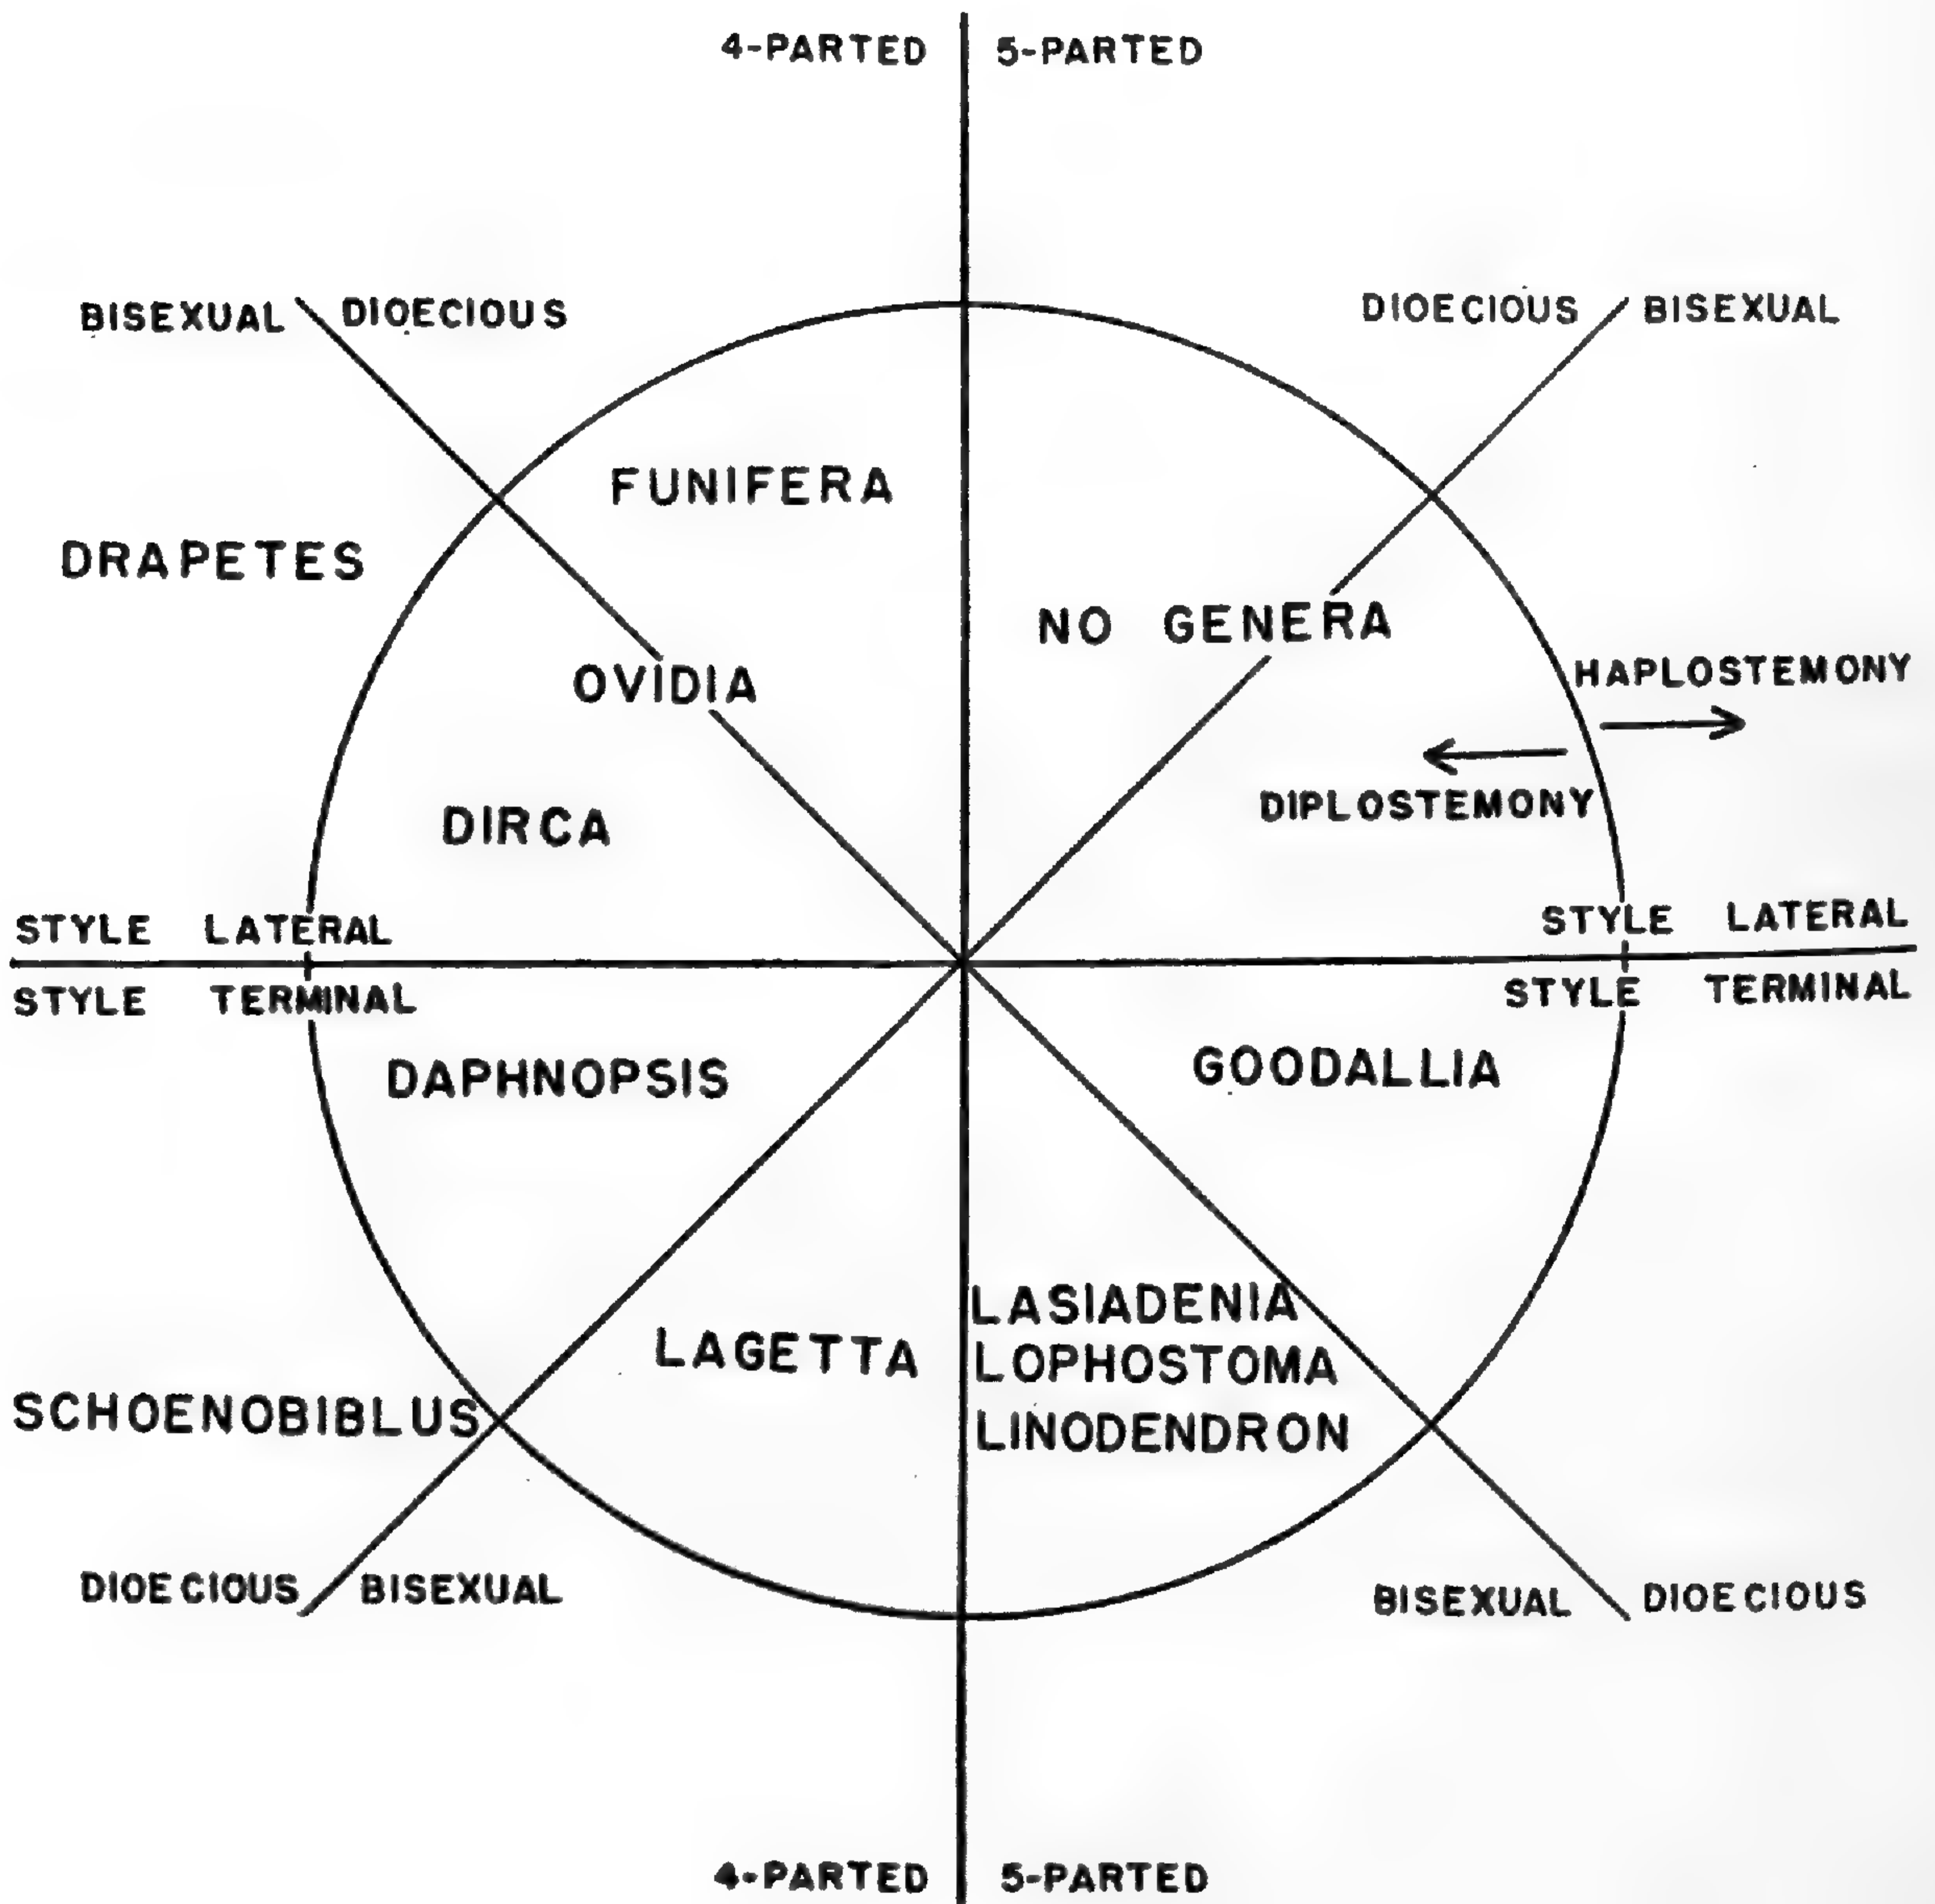 4-PARTED 5-PARTED
BISEXUAL DIOECIOUS
DIOECIOUS BISEXUAL
FUNIFERA
DRAPETES
NO GENERA
OVIDIA
HAPLOSTEMONY
DIPLOSTEMONY
DIRCA
STYLE LATERAL
STYLE LATERAL
STYLE TERMINAL
STYLE TERMINAL
DAPHNOPSIS
GOODALLIA
LASIADENIA
LAGETTA
LOPHOSTOMA
SCHOENOBIBLUS
LINODENDRON
DIOECIOUS BISEXUAL
BISEXUAL DIOECIOUS
4-PARTED 5-PARTED